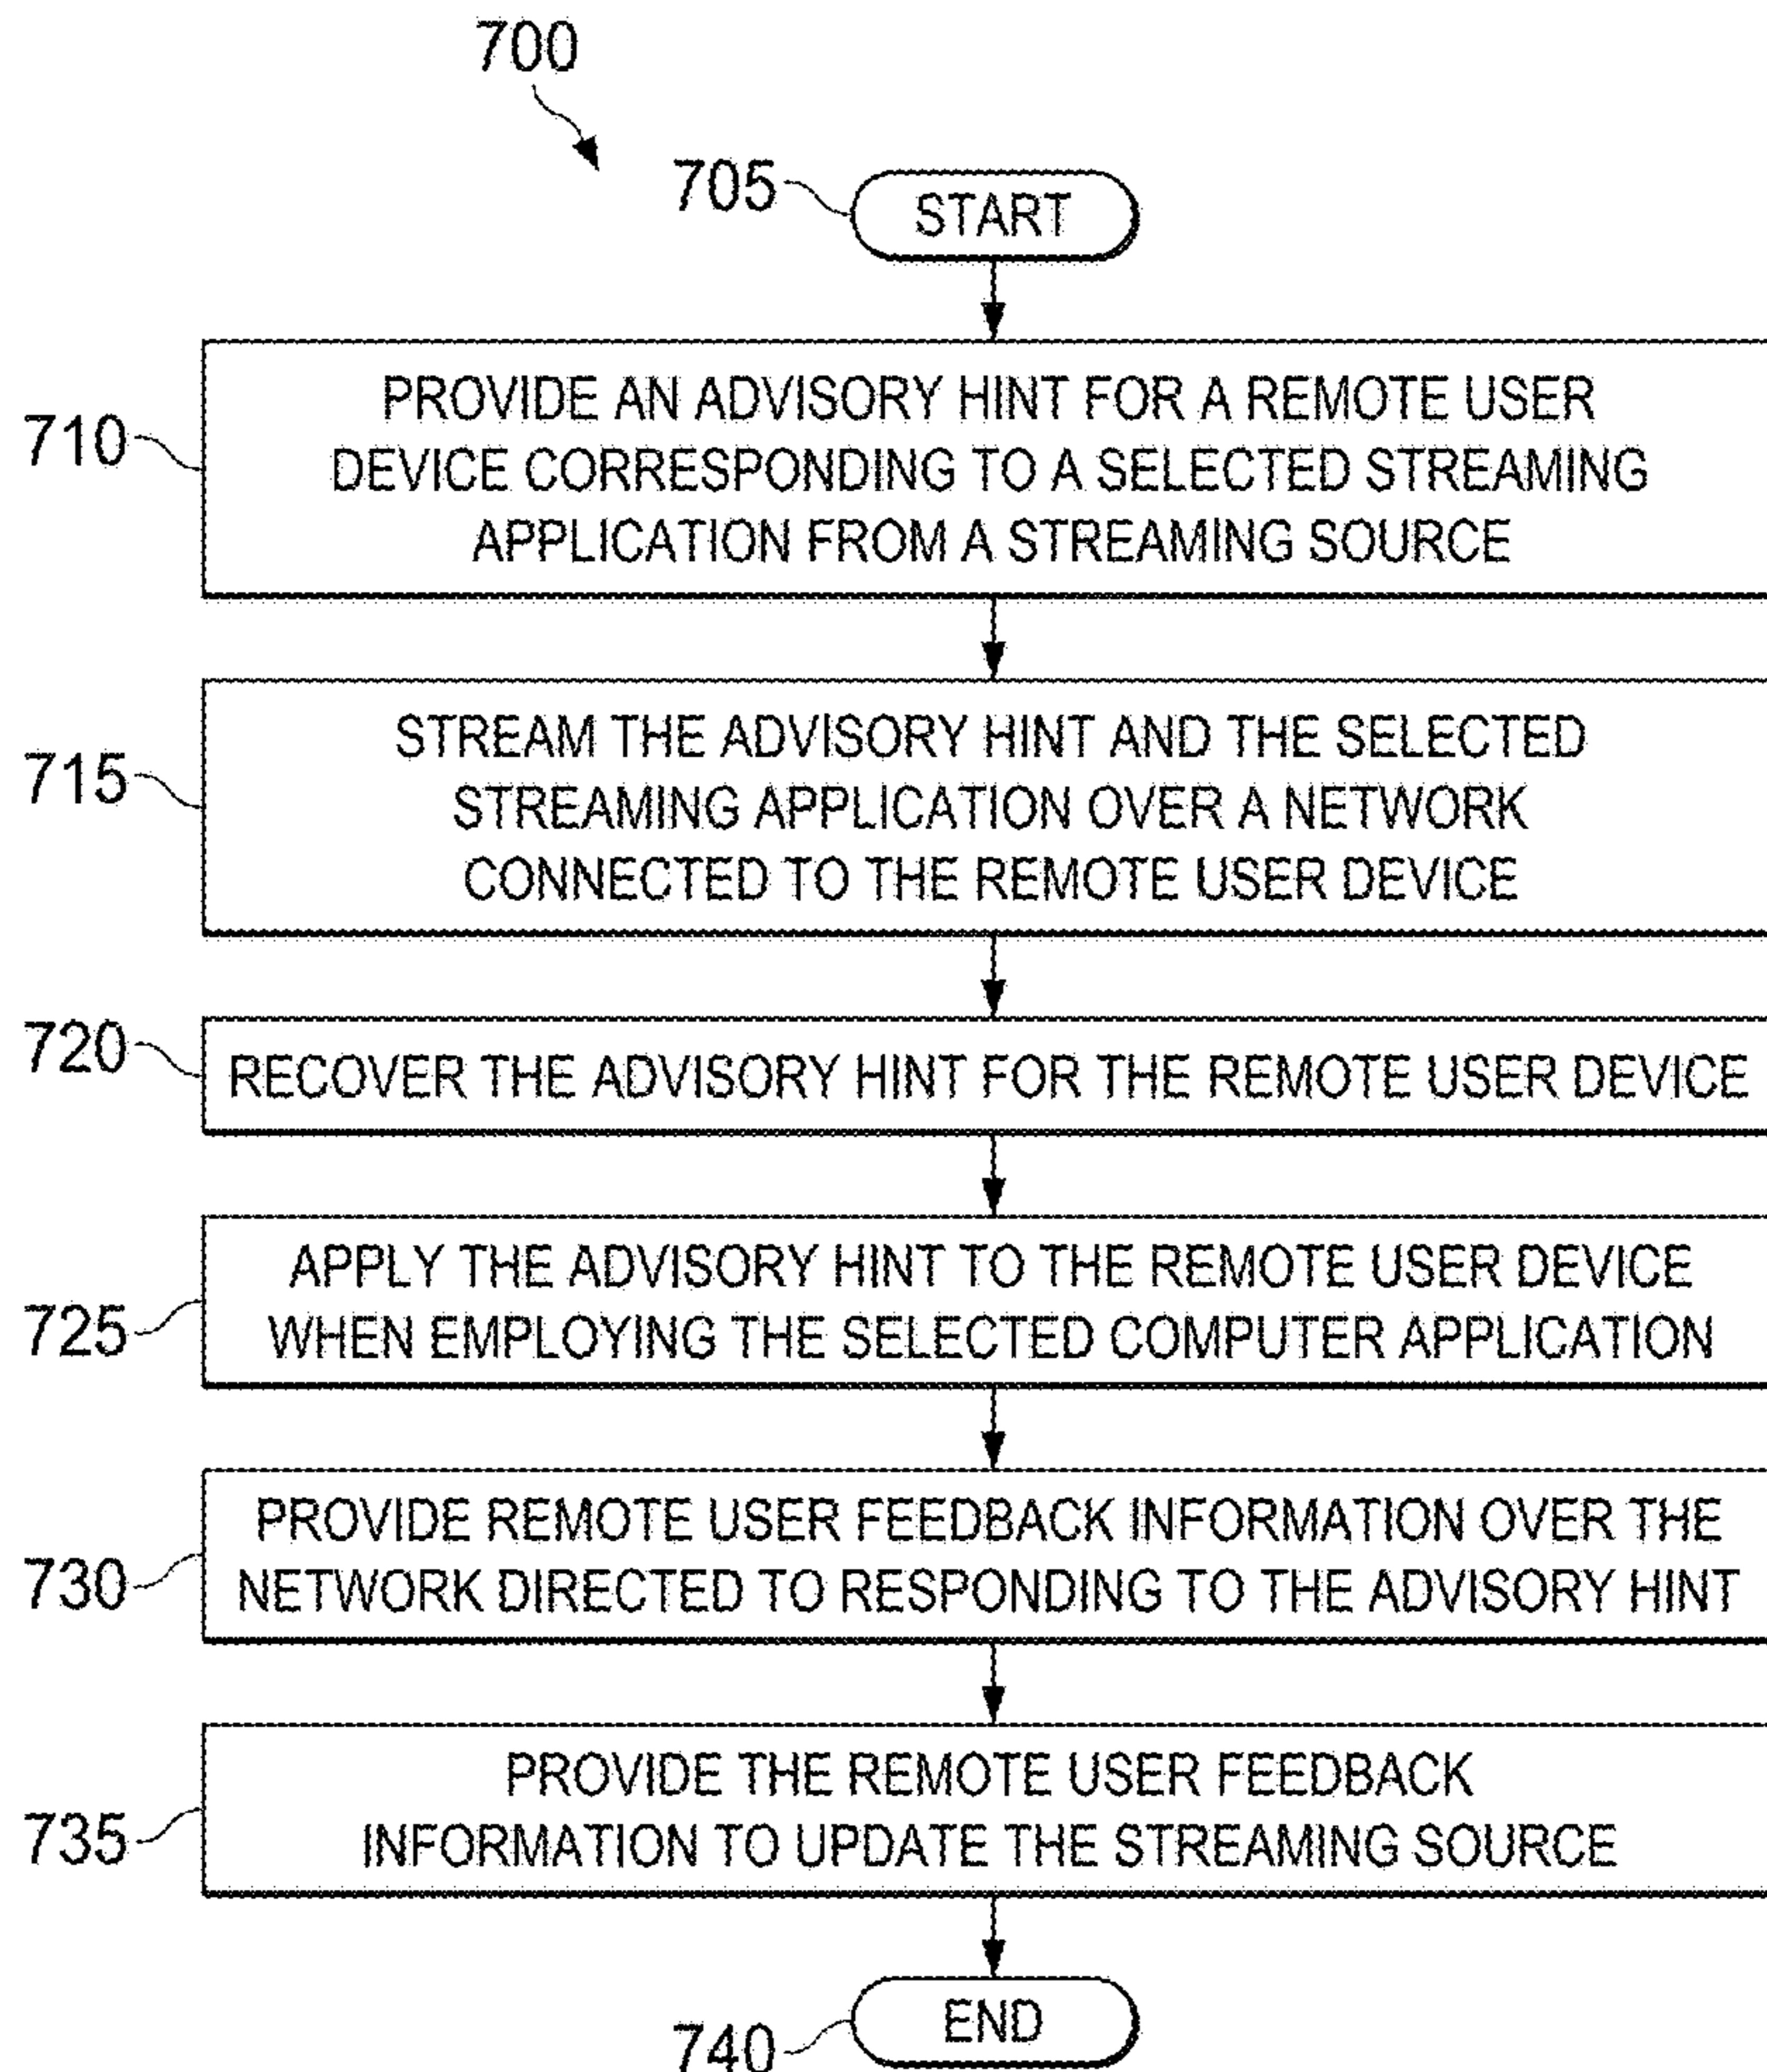 700
705
START
PROVIDE AN ADVISORY HINT FOR A REMOTE USER
710
DEVICE CORRESPONDING TO A SELECTED STREAMING
APPLICATION FROM A STREAMING SOURCE
STREAM THE ADVISORY HINT AND THE SELECTED
715
STREAMING APPLICATION OVER A NETWORK
CONNECTED TO THE REMOTE USER DEVICE
720
RECOVER THE ADVISORY HINT FOR THE REMOTE USER DEVICE
APPLY THE ADVISORY HINT TO THE REMOTE USER DEVICE
725
WHEN EMPLOYING THE SELECTED COMPUTER APPLICATION
PROVIDE REMOTE USER FEEDBACK INFORMATION OVER THE
730
NETWORK DIRECTED TO RESPONDING TO THE ADVISORY HINT
PROVIDE THE REMOTE USER FEEDBACK
735
INFORMATION TO UPDATE THE STREAMING SOURCE
END
740